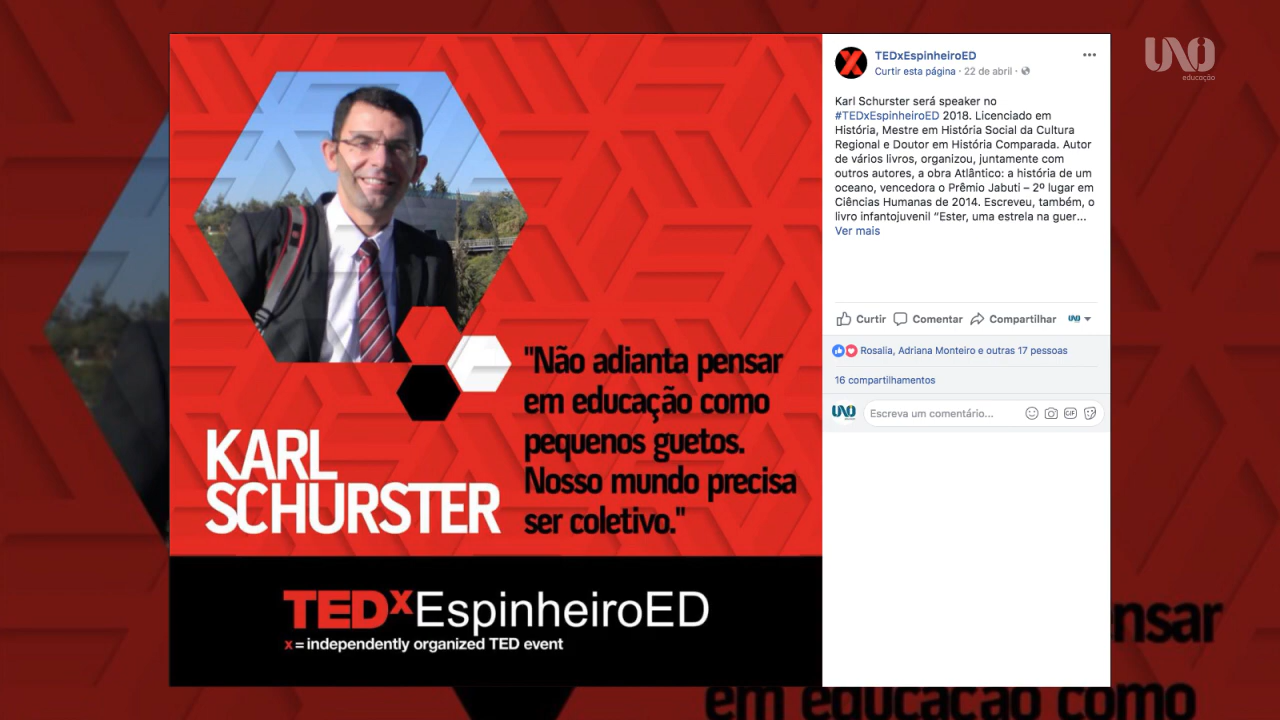 UNO
educação
KARL
SCHURSTER
"Não adianta pensar
em educação como
pequenos guetos.
Nosso mundo precisa
ser coletivo."
TEDxEspinheiroED
x = independently organized TED event
TEDxEspinheiroED
Curtir esta página · 22 de abril ·
Karl Schurster será speaker no
#TEDxEspinheiroED 2018. Licenciado em
História, Mestre em História Social da Cultura
Regional e Doutor em História Comparada. Autor
de vários livros, organizou, juntamente com
outros autores, a obra Atlântico: a história de um
oceano, vencedora o Prêmio Jabuti – 2º lugar em
Ciências Humanas de 2014. Escreveu, também, o
livro infantojuvenil “Ester, uma estrela na guer...
Ver mais
Curtir Comentar Compartilhar UNO
Rosalia, Adriana Monteiro e outras 17 pessoas
16 compartilhamentos
UNO Escreva um comentário... GIF
ensar
em educação como